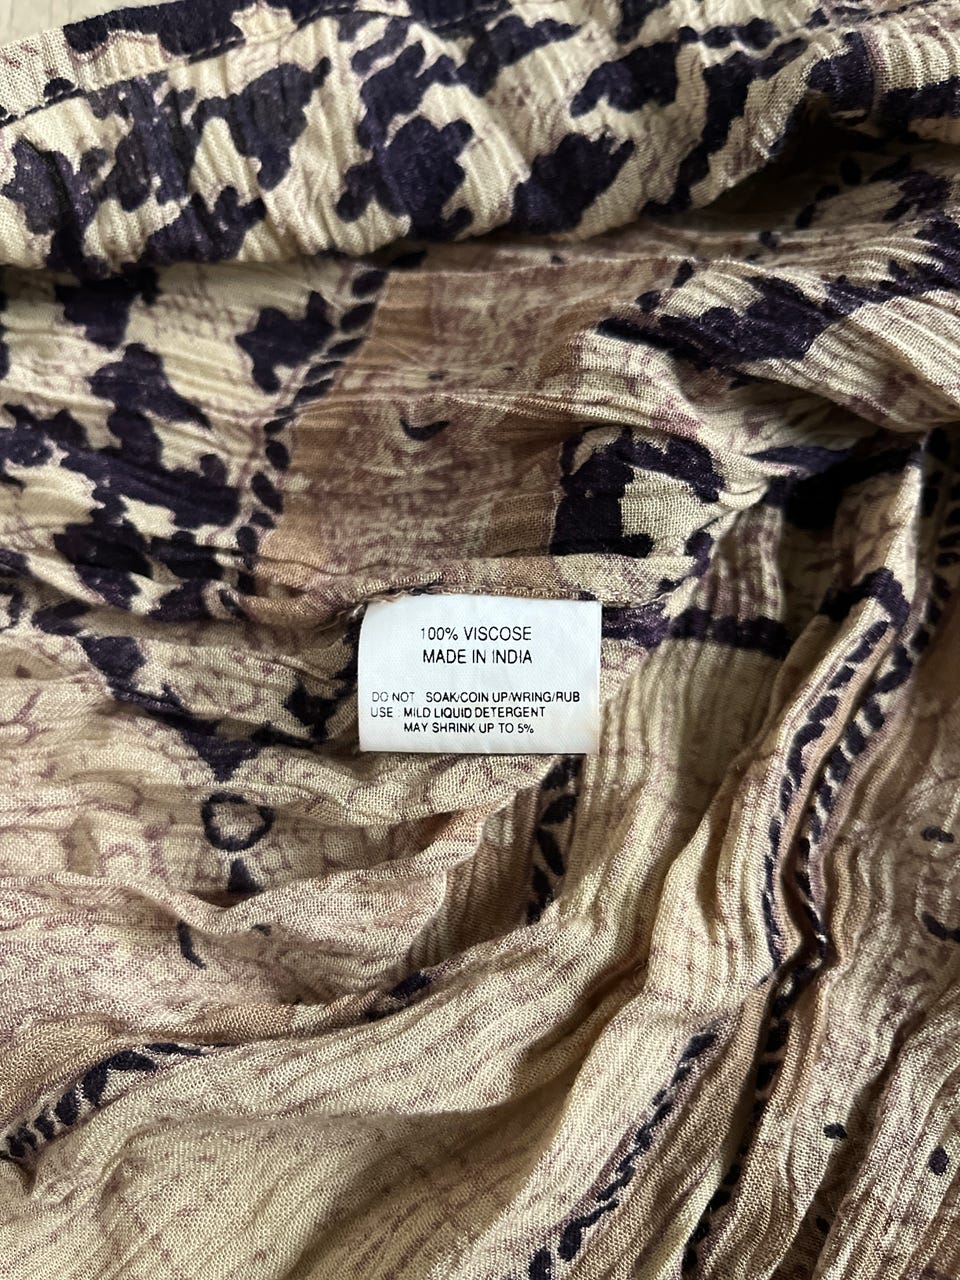 100% VISCOSE
MADE IN INDIA
DO NOT SOAK/COIN UP/WRING/RUB
USE : MILD LIQUID DETERGENT
MAY SHRINK UP TO 5%